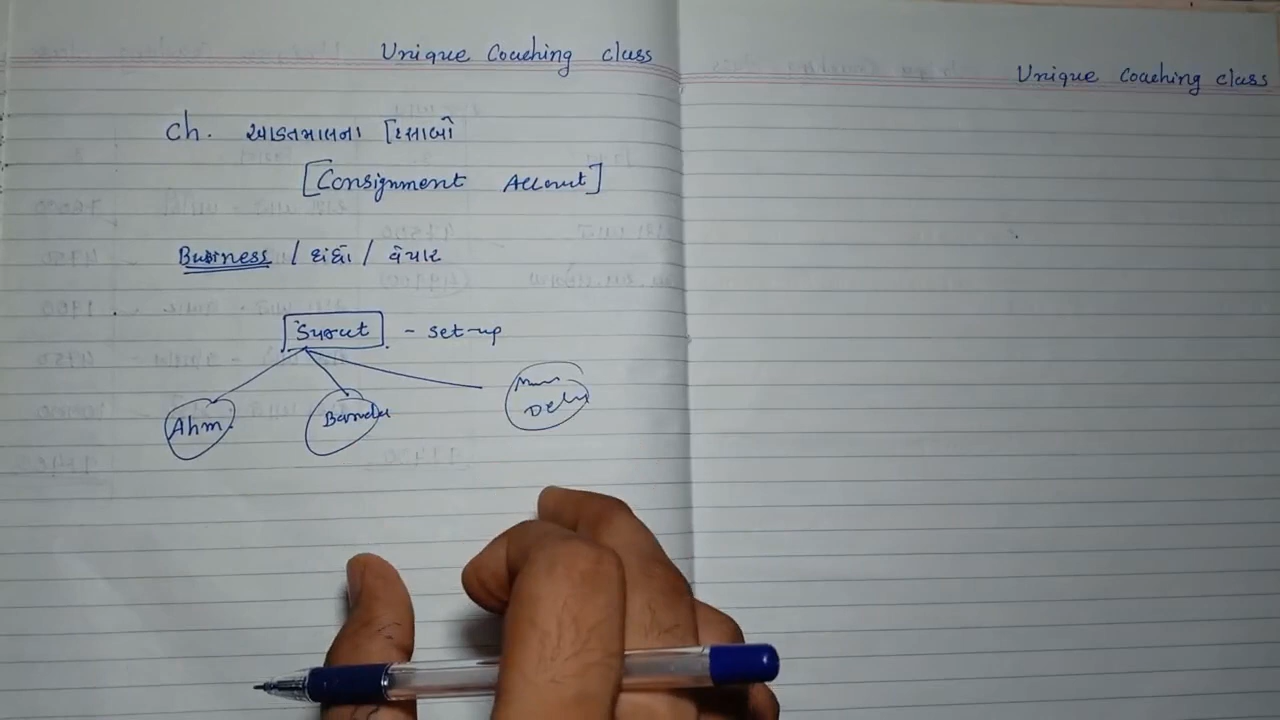 Unique Coaching class
Ch. આડતમાલના હિસાબો
[Consignment Account]
Business / ધંધો / વેપાર
Surat - set-up
Ahm.
Baroda
Delhi
Unique Coaching class